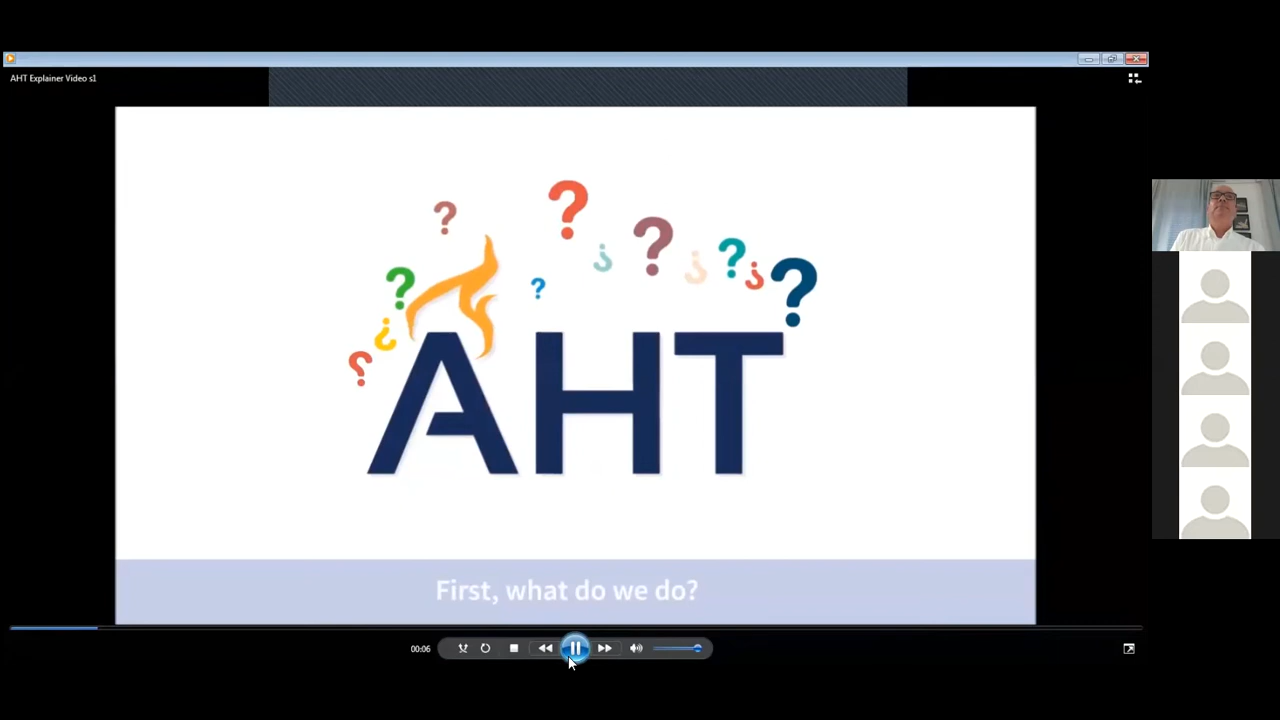 AHT Explainer Video s1
? ? ? ? ? ? ? ? ? ? ? ?
AHT
First, what do we do?
00:06